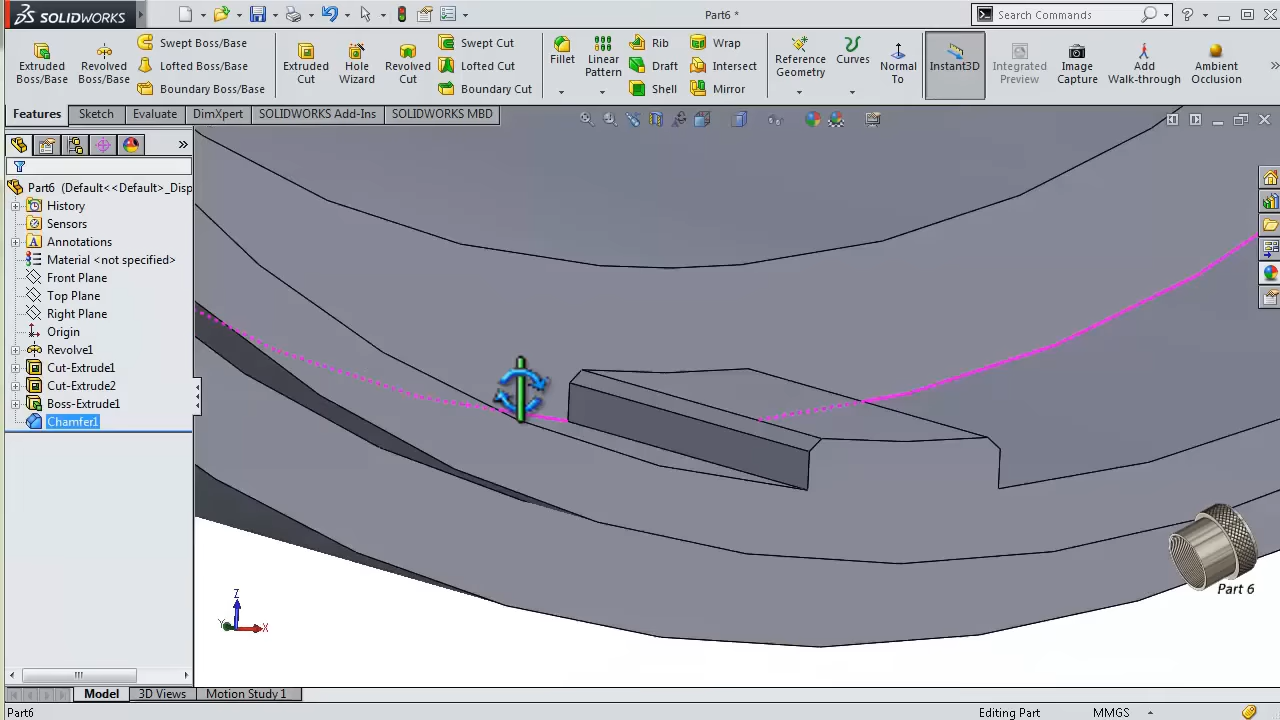 SOLIDWORKS
Part6 *
Search Commands
Extruded Boss/Base
Revolved Boss/Base
Swept Boss/Base
Lofted Boss/Base
Boundary Boss/Base
Extruded Cut
Hole Wizard
Revolved Cut
Swept Cut
Lofted Cut
Boundary Cut
Fillet
Linear Pattern
Rib
Draft
Shell
Wrap
Intersect
Mirror
Reference Geometry
Curves
Normal To
Instant3D
Integrated Preview
Image Capture
Add Walk-through
Ambient Occlusion
Features
Sketch
Evaluate
DimXpert
SOLIDWORKS Add-Ins
SOLIDWORKS MBD
Part6 (Default<<Default>_Disp
History
Sensors
Annotations
Material <not specified>
Front Plane
Top Plane
Right Plane
Origin
Revolve1
Cut-Extrude1
Cut-Extrude2
Boss-Extrude1
Chamfer1
Part 6
Z
Y
X
Model
3D Views
Motion Study 1
Part6
Editing Part
MMGS